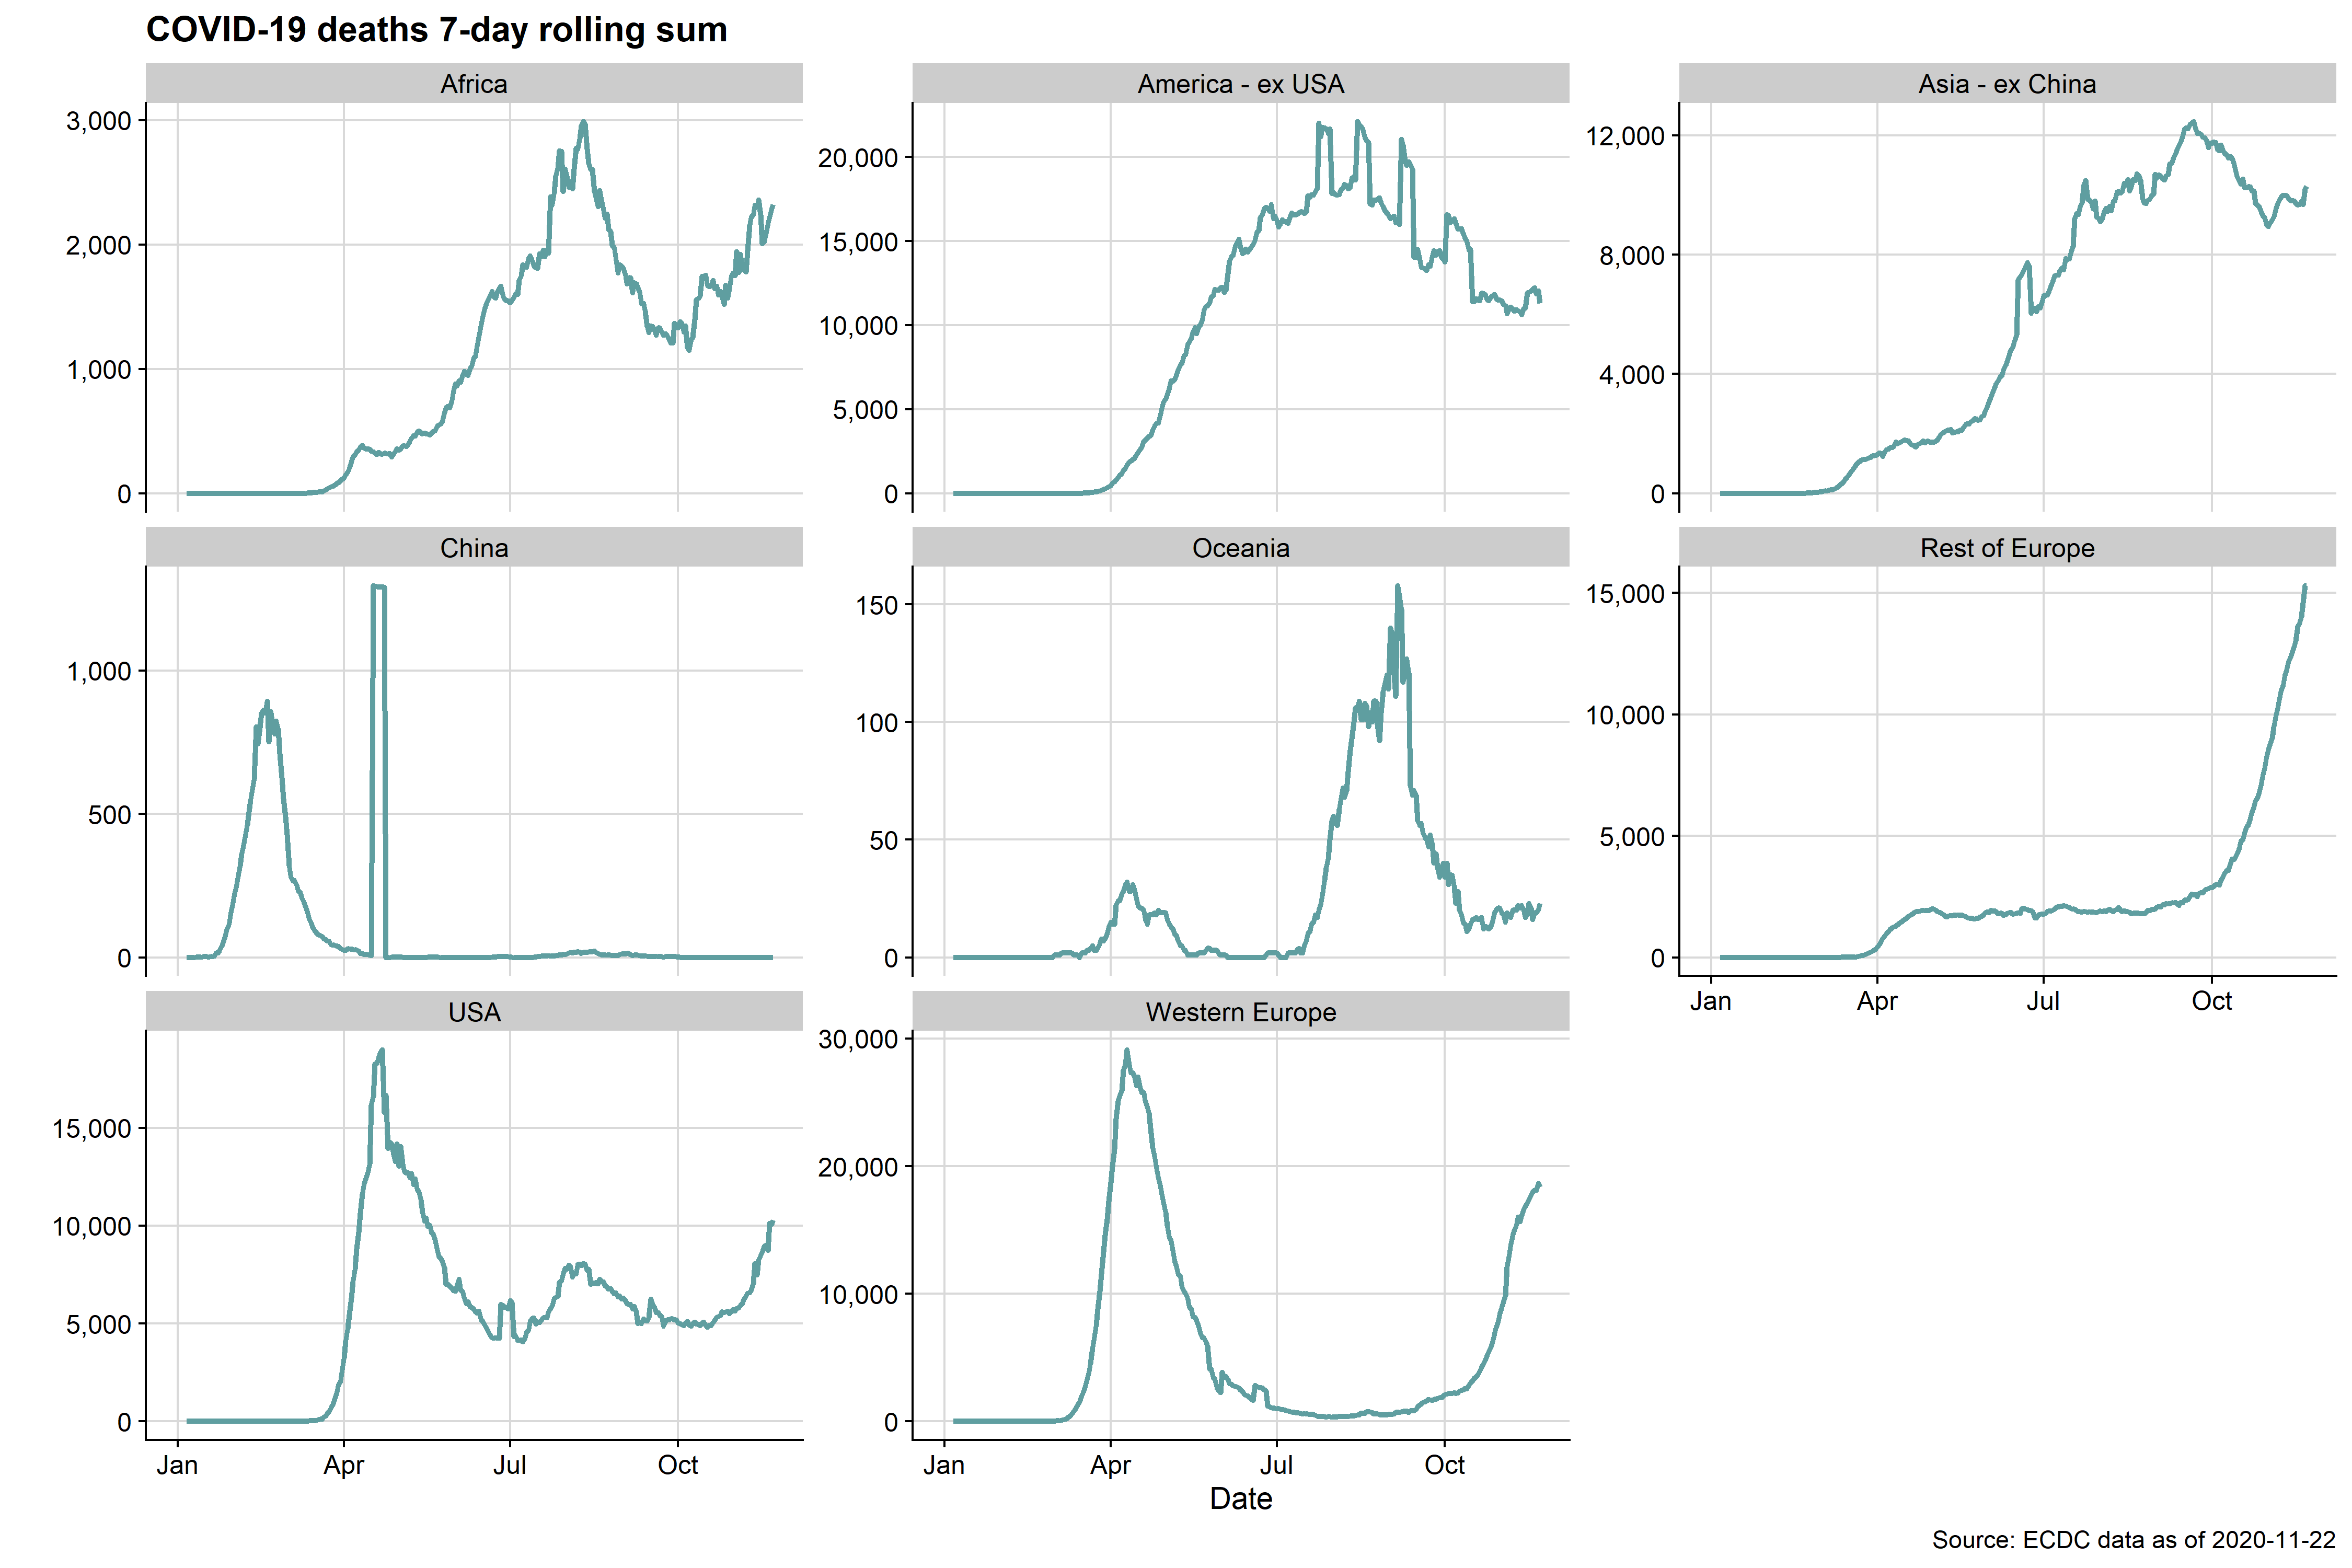 COVID-19 deaths 7-day rolling sum
Africa
3,000
2,000
1,000
0
America - ex USA
20,000
15,000
10,000
5,000
0
Asia - ex China
12,000
8,000
4,000
0
China
1,000
500
0
Oceania
150
100
50
0
Rest of Europe
15,000
10,000
5,000
0
Jan Apr Jul Oct
USA
15,000
10,000
5,000
0
Jan Apr Jul Oct
Western Europe
30,000
20,000
10,000
0
Jan Apr Jul Oct
Date
Source: ECDC data as of 2020-11-22